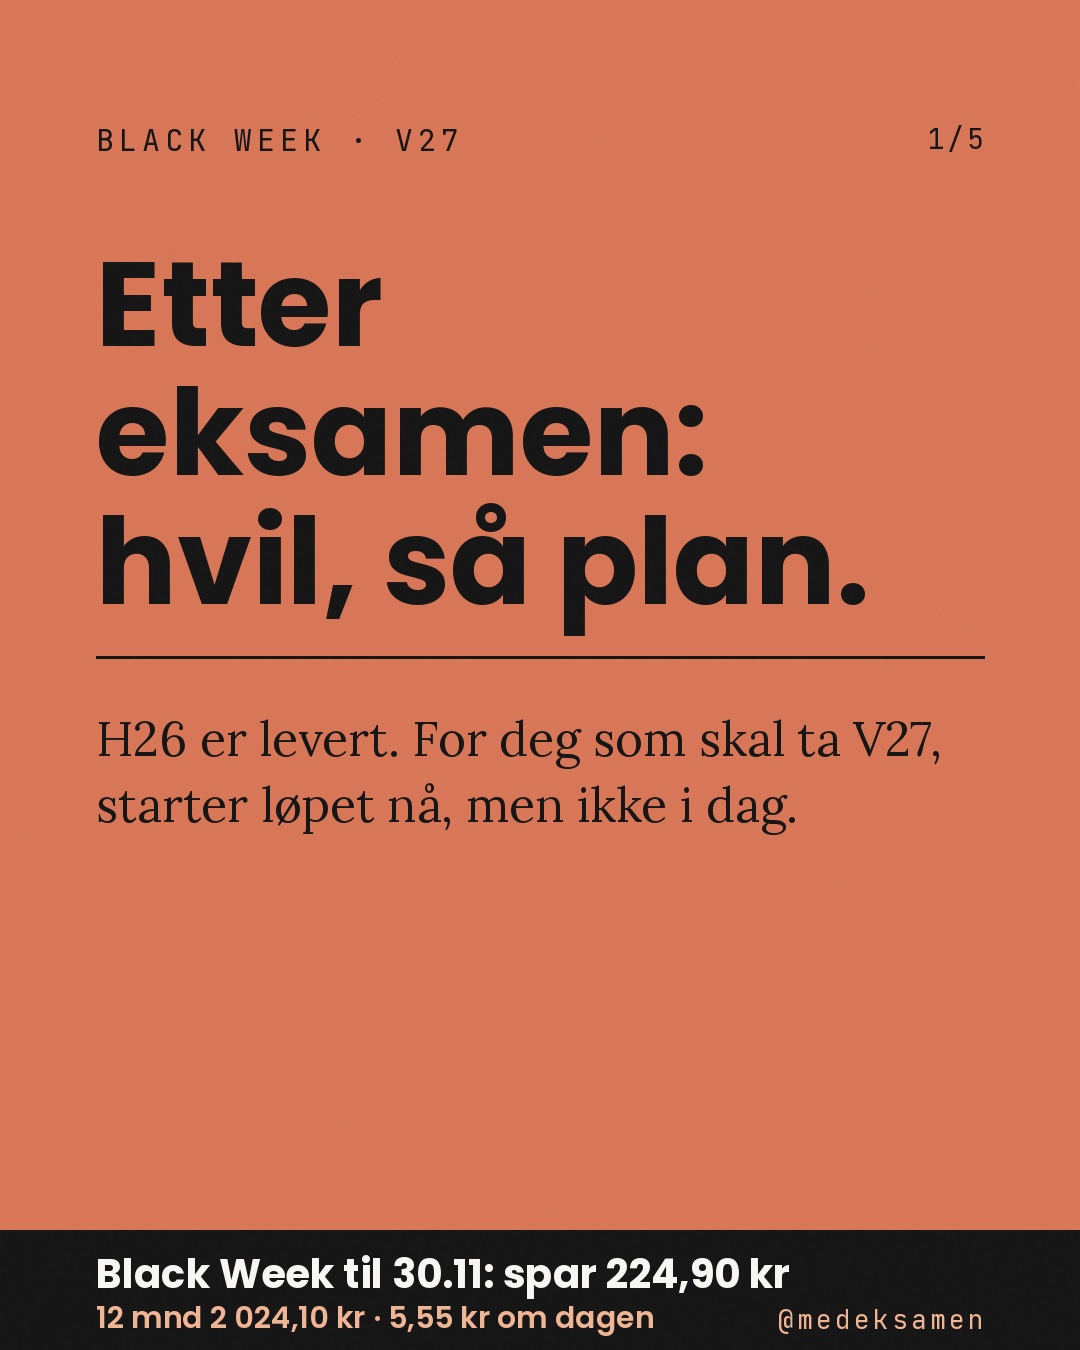 BLACK WEEK · V27
1/5
Etter
eksamen:
hvil, så plan.
H26 er levert. For deg som skal ta V27,
starter løpet nå, men ikke i dag.
Black Week til 30.11: spar 224,90 kr
12 mnd 2 024,10 kr · 5,55 kr om dagen
@medeksamen